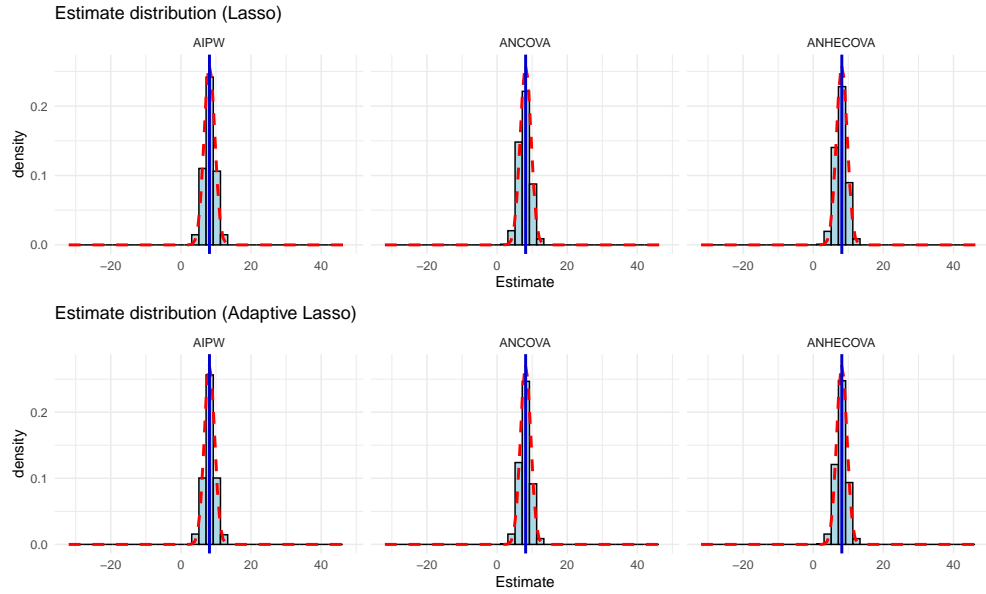 Estimate distribution (Lasso)
AIPW ANCOVA ANHECOVA
0.2
0.1
0.0
density
−20 0 20 40 −20 0 20 40 −20 0 20 40
Estimate
Estimate distribution (Adaptive Lasso)
AIPW ANCOVA ANHECOVA
0.2
0.1
0.0
density
−20 0 20 40 −20 0 20 40 −20 0 20 40
Estimate